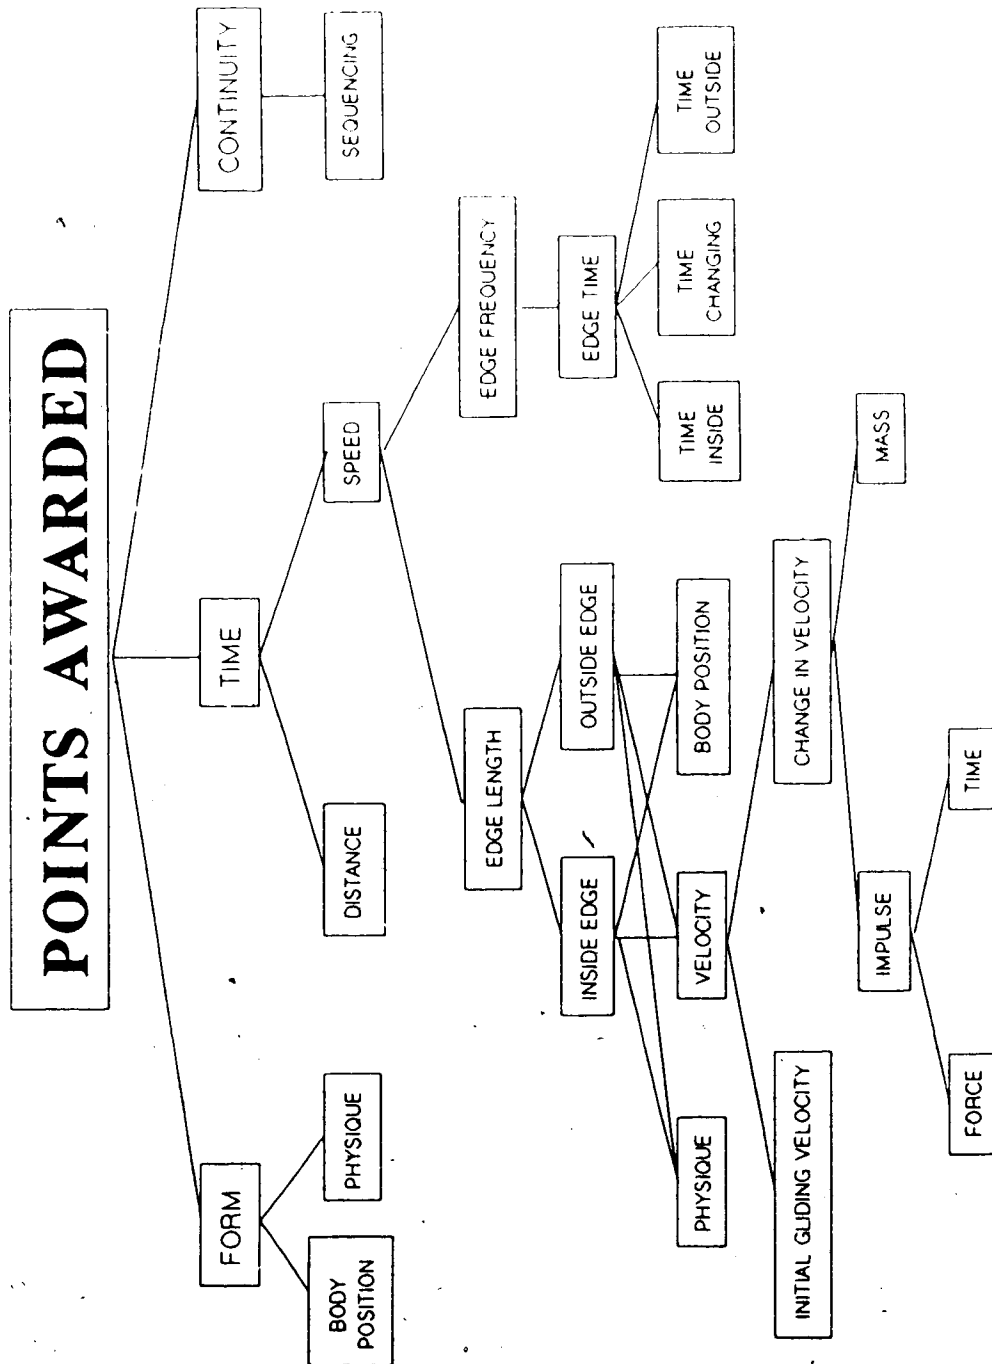 POINTS AWARDED
FORM
TIME
CONTINUITY
BODY
POSITION
PHYSIQUE
DISTANCE
SPEED
SEQUENCING
EDGE LENGTH
EDGE FREQUENCY
INSIDE EDGE
OUTSIDE EDGE
EDGE TIME
PHYSIQUE
VELOCITY
BODY POSITION
TIME
INSIDE
TIME
CHANGING
TIME
OUTSIDE
INITIAL GLIDING VELOCITY
CHANGE IN VELOCITY
IMPULSE
MASS
FORCE
TIME